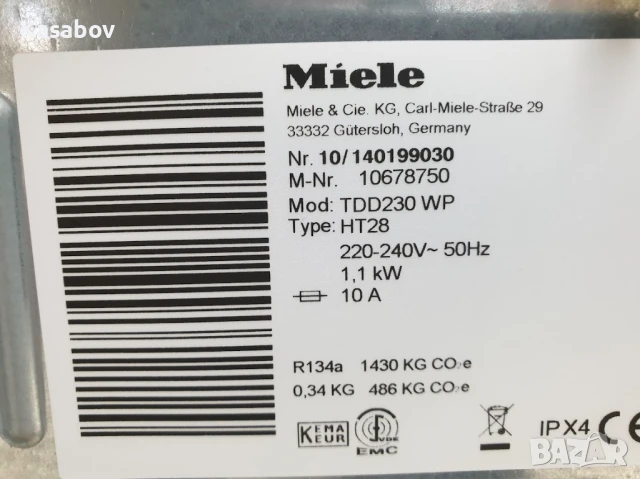 Miele
Miele & Cie. KG, Carl-Miele-Straße 29
33332 Gütersloh, Germany
Nr. 10/140199030
M-Nr. 10678750
Mod: TDD230 WP
Type: HT28
220-240V~ 50Hz
1,1 kW
10 A
R134a 1430 KG CO₂e
0,34 KG 486 KG CO₂e
KEMA
KEUR
VDE
EMC
IPX4 CE
bazar